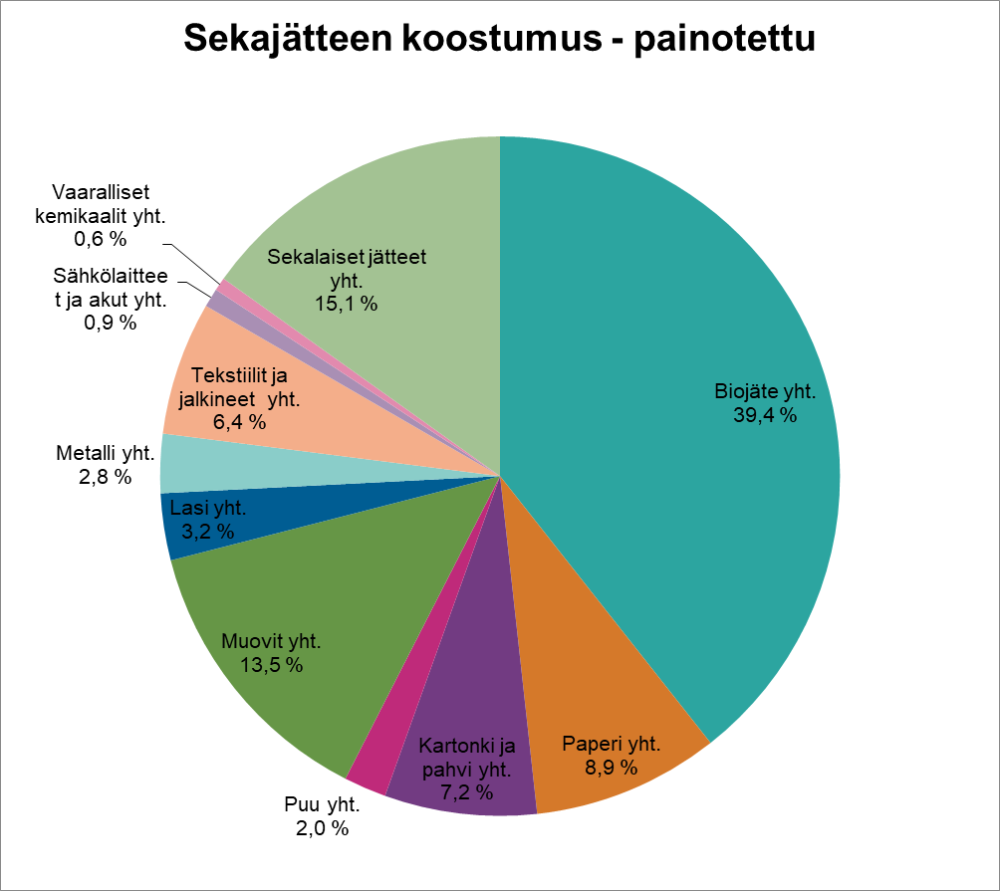 Sekajätteen koostumus - painotettu
Vaaralliset
kemikaalit yht.
0,6 %
Sähkölaittee
t ja akut yht.
0,9 %
Sekalaiset jätteet
yht.
15,1 %
Biojäte yht.
39,4 %
Tekstiilit ja
jalkineet yht.
6,4 %
Metalli yht.
2,8 %
Lasi yht.
3,2 %
Muovit yht.
13,5 %
Puu yht.
2,0 %
Kartonki ja
pahvi yht.
7,2 %
Paperi yht.
8,9 %